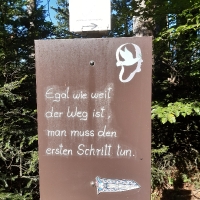 Egal wie weit
der Weg ist,
man muss den
ersten Schritt tun.